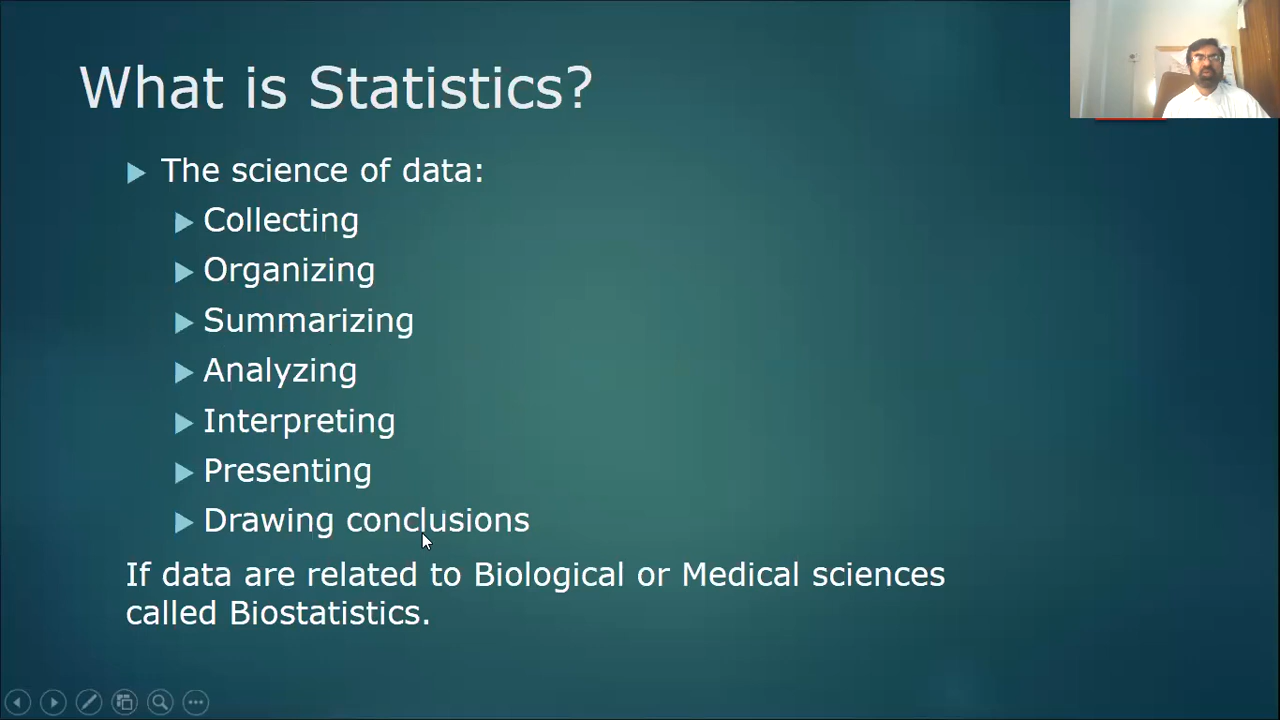 What is Statistics?
The science of data:
Collecting
Organizing
Summarizing
Analyzing
Interpreting
Presenting
Drawing conclusions
If data are related to Biological or Medical sciences
called Biostatistics.